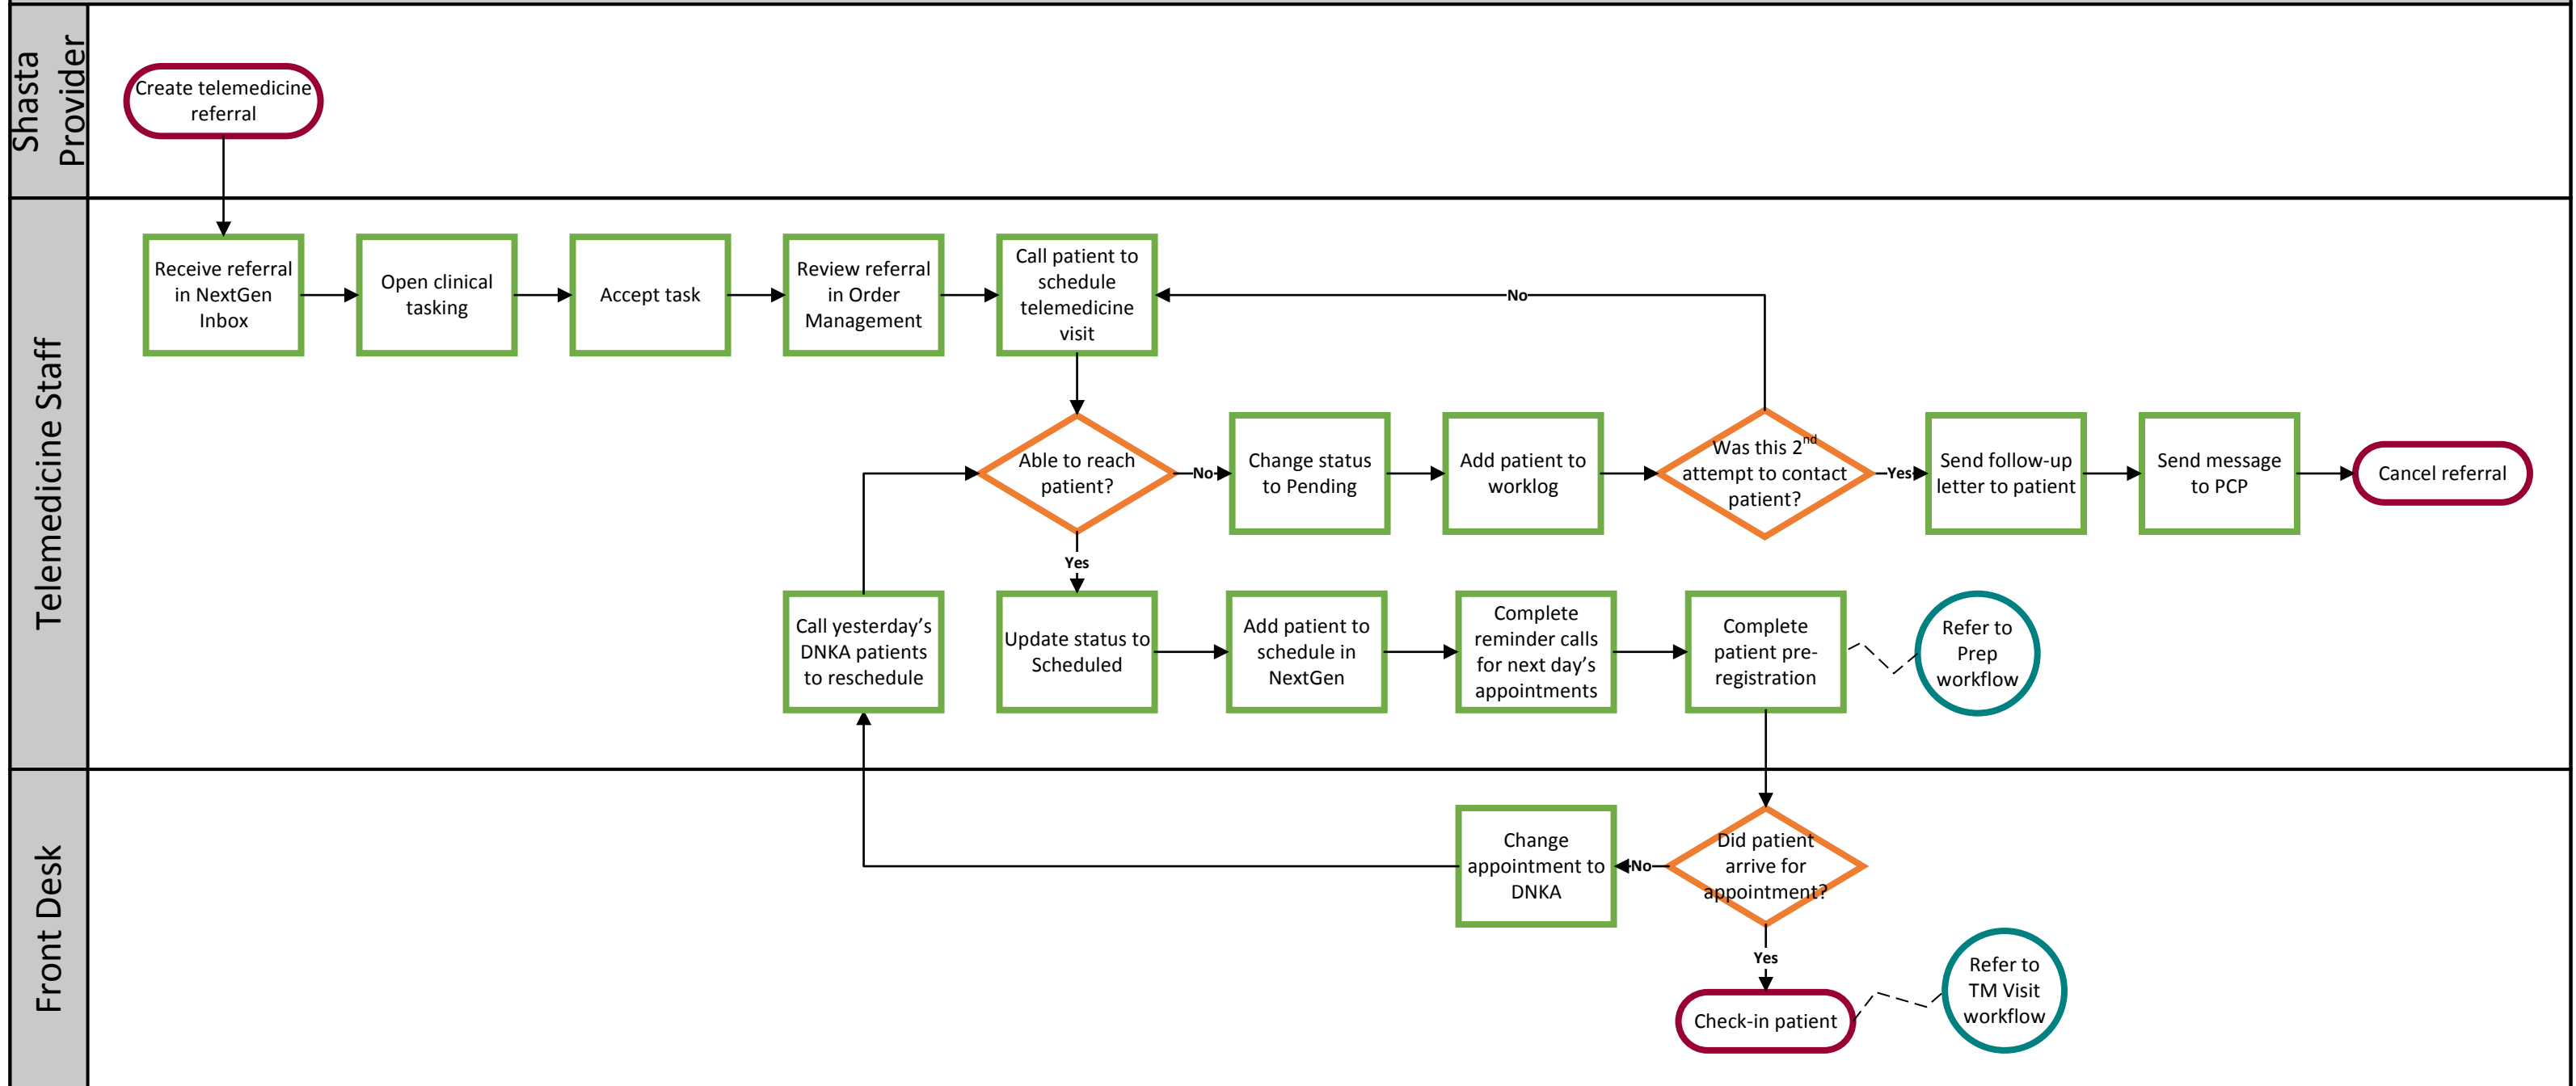 Shasta
Provider
Create telemedicine
referral
Telemedicine Staff
Receive referral
in NextGen
Inbox
Open clinical
tasking
Accept task
Review referral
in Order
Management
Call patient to
schedule
telemedicine
visit
No
Able to reach
patient?
No
Change status
to Pending
Add patient to
worklog
Was this 2nd
attempt to contact
patient?
Yes
Send follow-up
letter to patient
Send message
to PCP
Cancel referral
Yes
Call yesterday’s
DNKA patients
to reschedule
Update status to
Scheduled
Add patient to
schedule in
NextGen
Complete
reminder calls
for next day’s
appointments
Complete
patient pre-
registration
Refer to
Prep
workflow
Front Desk
Change
appointment to
DNKA
No
Did patient
arrive for
appointment?
Yes
Check-in patient
Refer to
TM Visit
workflow